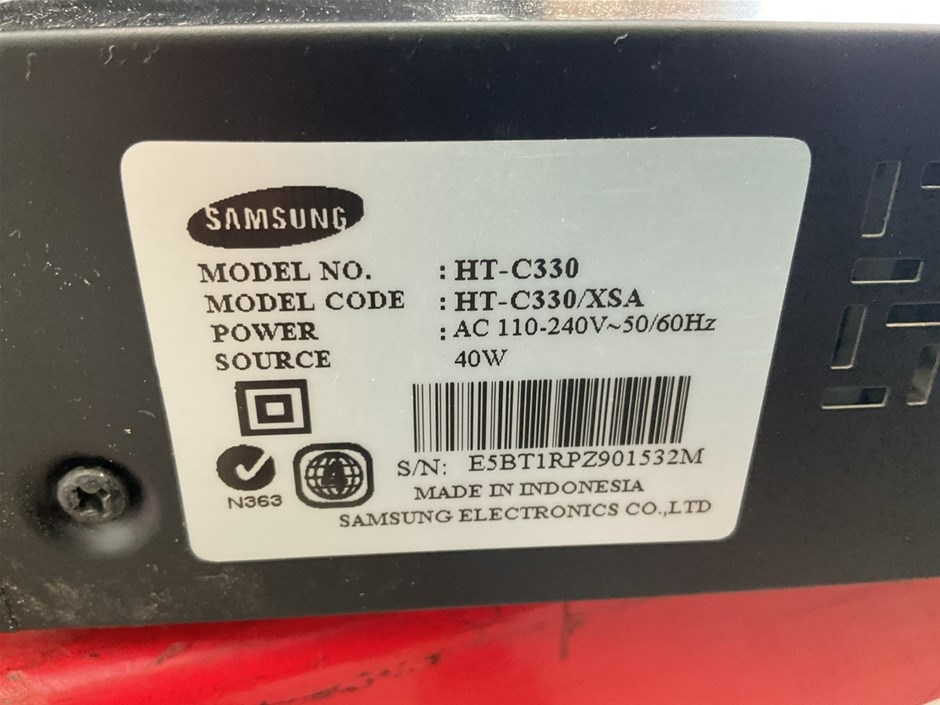 SAMSUNG
MODEL NO. : HT-C330
MODEL CODE : HT-C330/XSA
POWER : AC 110-240V~50/60Hz
SOURCE 40W
N363 A
S/N: E5BT1RPZ901532M
MADE IN INDONESIA
SAMSUNG ELECTRONICS CO.,LTD